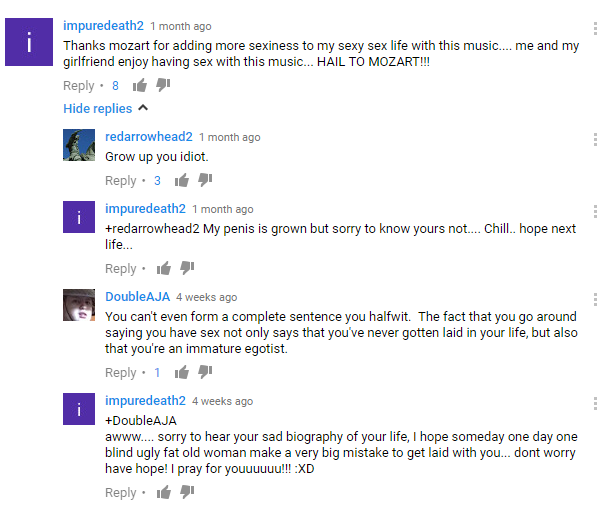 i
impuredeath2 1 month ago
Thanks mozart for adding more sexiness to my sexy sex life with this music.... me and my
girlfriend enjoy having sex with this music... HAIL TO MOZART!!!
Reply • 8
Hide replies
redarrowhead2 1 month ago
Grow up you idiot.
Reply • 3
i
impuredeath2 1 month ago
+redarrowhead2 My penis is grown but sorry to know yours not.... Chill.. hope next
life...
Reply •
DoubleAJA 4 weeks ago
You can't even form a complete sentence you halfwit.  The fact that you go around
saying you have sex not only says that you've never gotten laid in your life, but also
that you're an immature egotist.
Reply • 1
i
impuredeath2 4 weeks ago
+DoubleAJA
awww.... sorry to hear your sad biography of your life, I hope someday one day one
blind ugly fat old woman make a very big mistake to get laid with you... dont worry
have hope! I pray for youuuuuu!!! :XD
Reply •